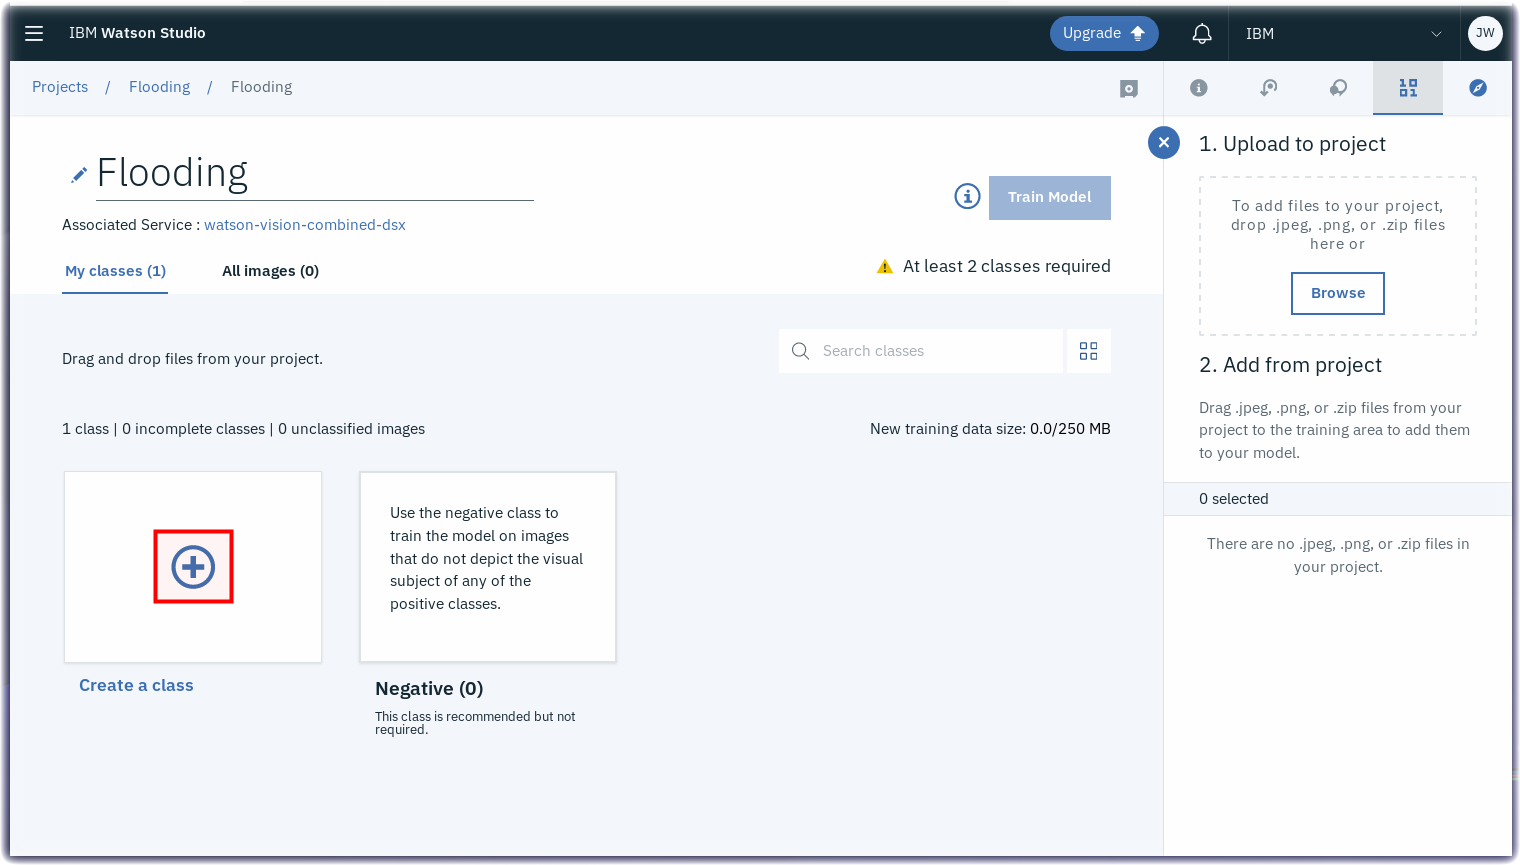 IBM Watson Studio
Upgrade
IBM
JW
Projects / Flooding / Flooding
Flooding
Train Model
Associated Service : watson-vision-combined-dsx
My classes (1)
All images (0)
At least 2 classes required
Drag and drop files from your project.
Search classes
1 class | 0 incomplete classes | 0 unclassified images
New training data size: 0.0/250 MB
Create a class
Use the negative class to
train the model on images
that do not depict the visual
subject of any of the
positive classes.
Negative (0)
This class is recommended but not
required.
1. Upload to project
To add files to your project,
drop .jpeg, .png, or .zip files
here or
Browse
2. Add from project
Drag .jpeg, .png, or .zip files from your
project to the training area to add them
to your model.
0 selected
There are no .jpeg, .png, or .zip files in
your project.